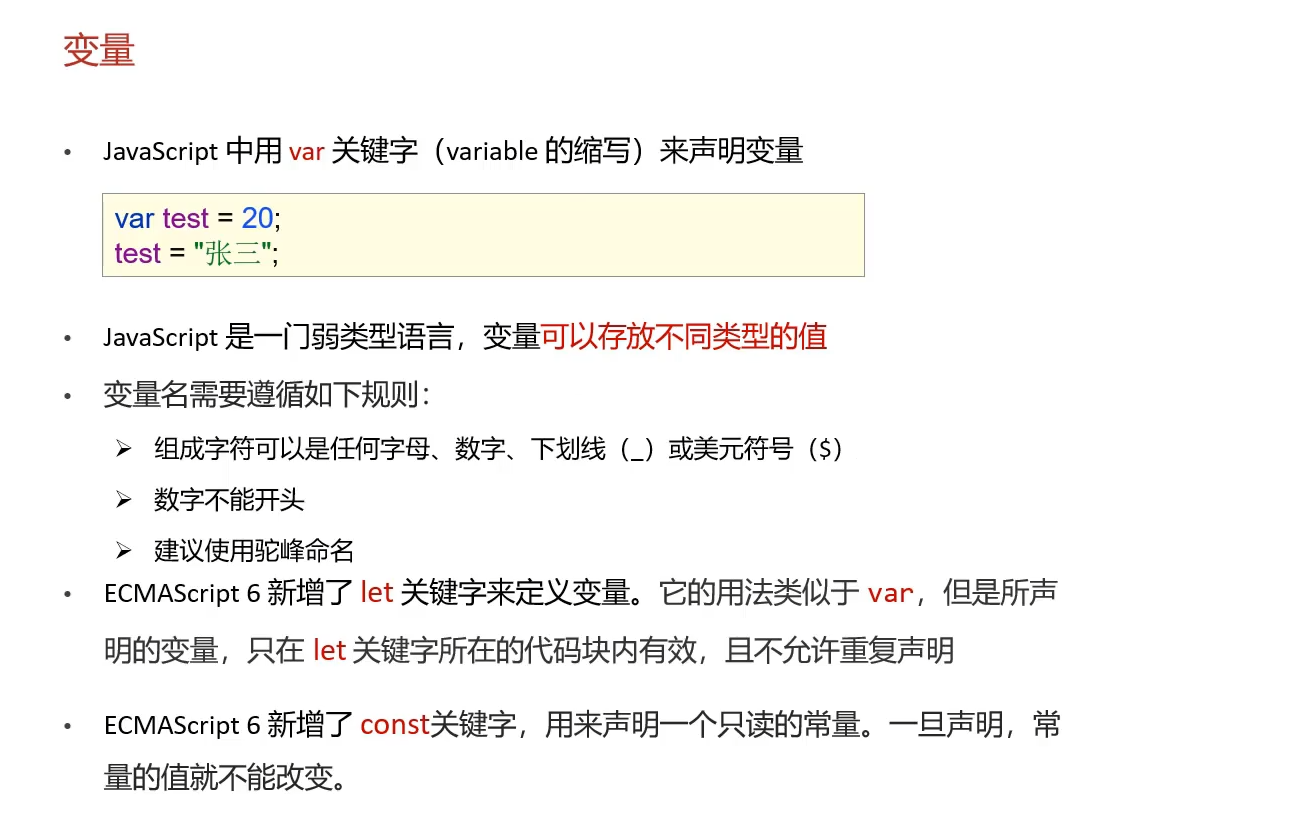 变量
• JavaScript 中用 var 关键字（variable 的缩写）来声明变量
var test = 20;
test = "张三";
• JavaScript 是一门弱类型语言，变量可以存放不同类型的值
• 变量名需要遵循如下规则：
➢ 组成字符可以是任何字母、数字、下划线（_）或美元符号（$）
➢ 数字不能开头
➢ 建议使用驼峰命名
• ECMAScript 6 新增了 let 关键字来定义变量。它的用法类似于 var，但是所声
明的变量，只在 let 关键字所在的代码块内有效，且不允许重复声明
• ECMAScript 6 新增了 const关键字，用来声明一个只读的常量。一旦声明，常
量的值就不能改变。